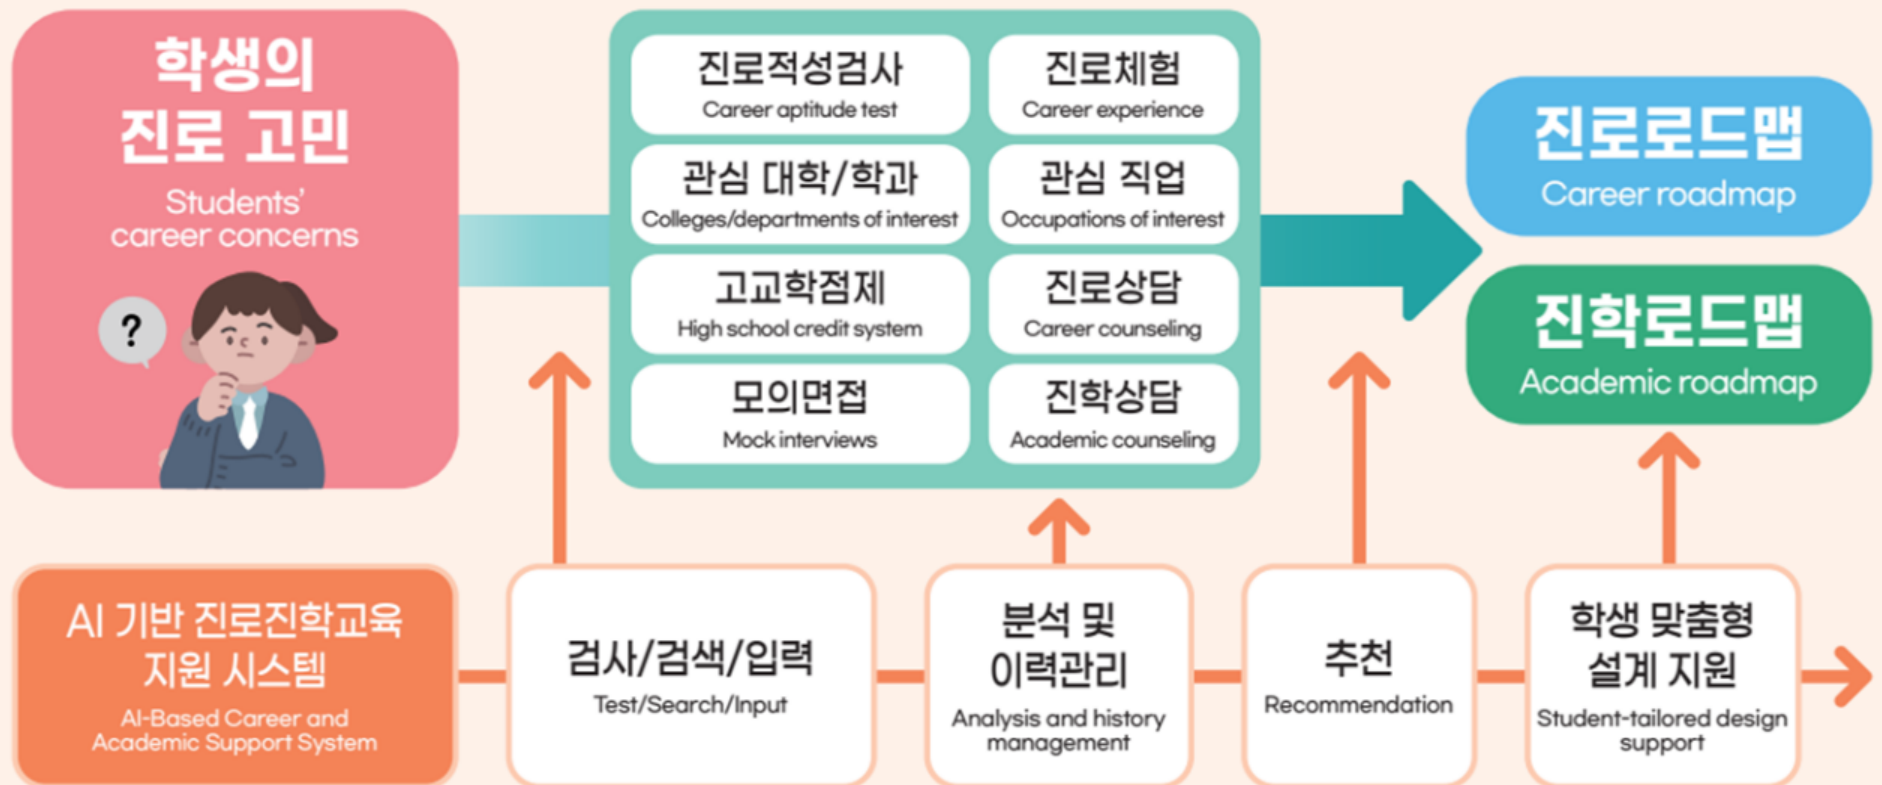 학생의
진로 고민
Students'
career concerns
?
진로적성검사
Career aptitude test
진로체험
Career experience
관심 대학/학과
Colleges/departments of interest
관심 직업
Occupations of interest
고교학점제
High school credit system
진로상담
Career counseling
모의면접
Mock interviews
진학상담
Academic counseling
진로로드맵
Career roadmap
진학로드맵
Academic roadmap
AI 기반 진로진학교육
지원 시스템
AI-Based Career and
Academic Support System
검사/검색/입력
Test/Search/Input
분석 및
이력관리
Analysis and history
management
추천
Recommendation
학생 맞춤형
설계 지원
Student-tailored design
support